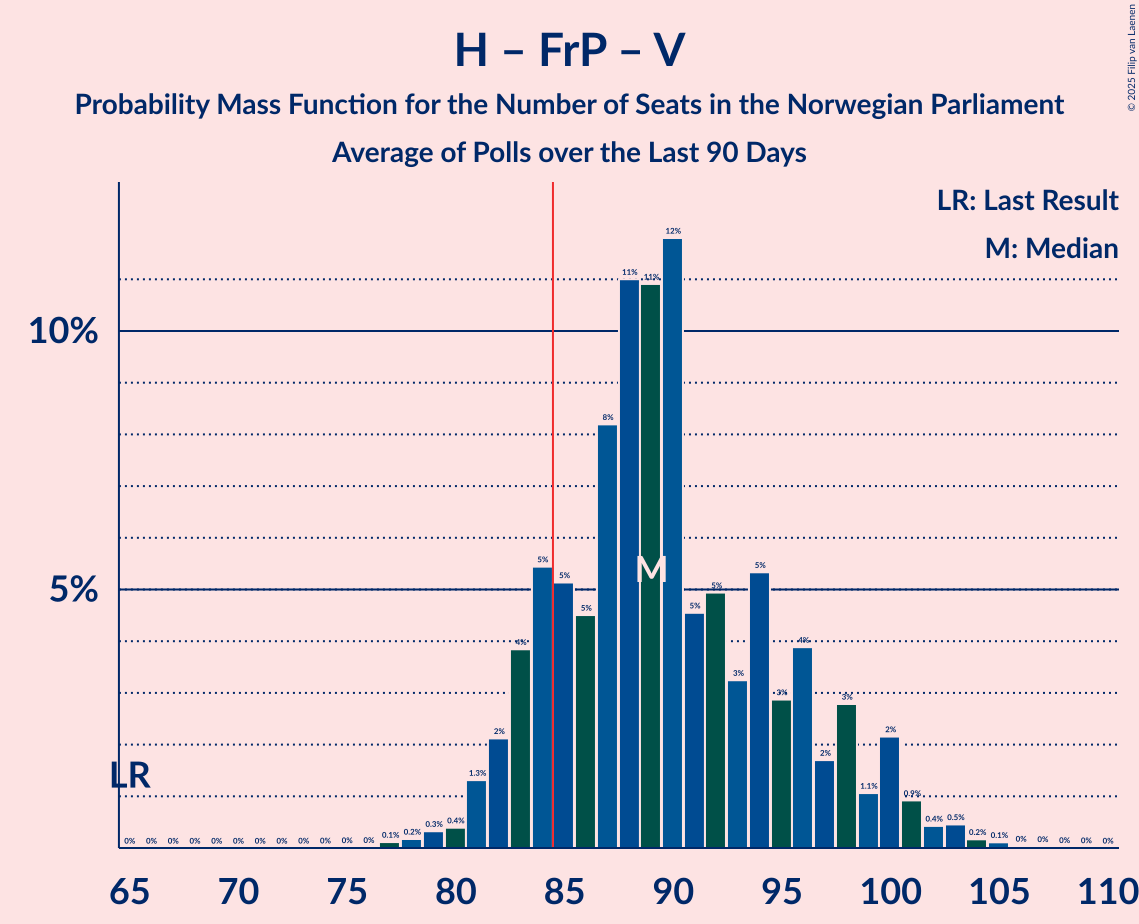 H – FrP – V
Probability Mass Function for the Number of Seats in the Norwegian Parliament
Average of Polls over the Last 90 Days
© 2025 Filip van Laenen
LR: Last Result
M: Median
10%
5%
LR
M
0% 0% 0% 0% 0% 0% 0% 0% 0% 0% 0% 0% 0.1% 0.2% 0.3% 0.4% 1.3% 2% 4% 5% 5% 5% 8% 11% 11% 12% 5% 5% 3% 5% 3% 4% 2% 3% 1.1% 2% 0.9% 0.4% 0.5% 0.2% 0.1% 0% 0% 0% 0% 0%
65 70 75 80 85 90 95 100 105 110